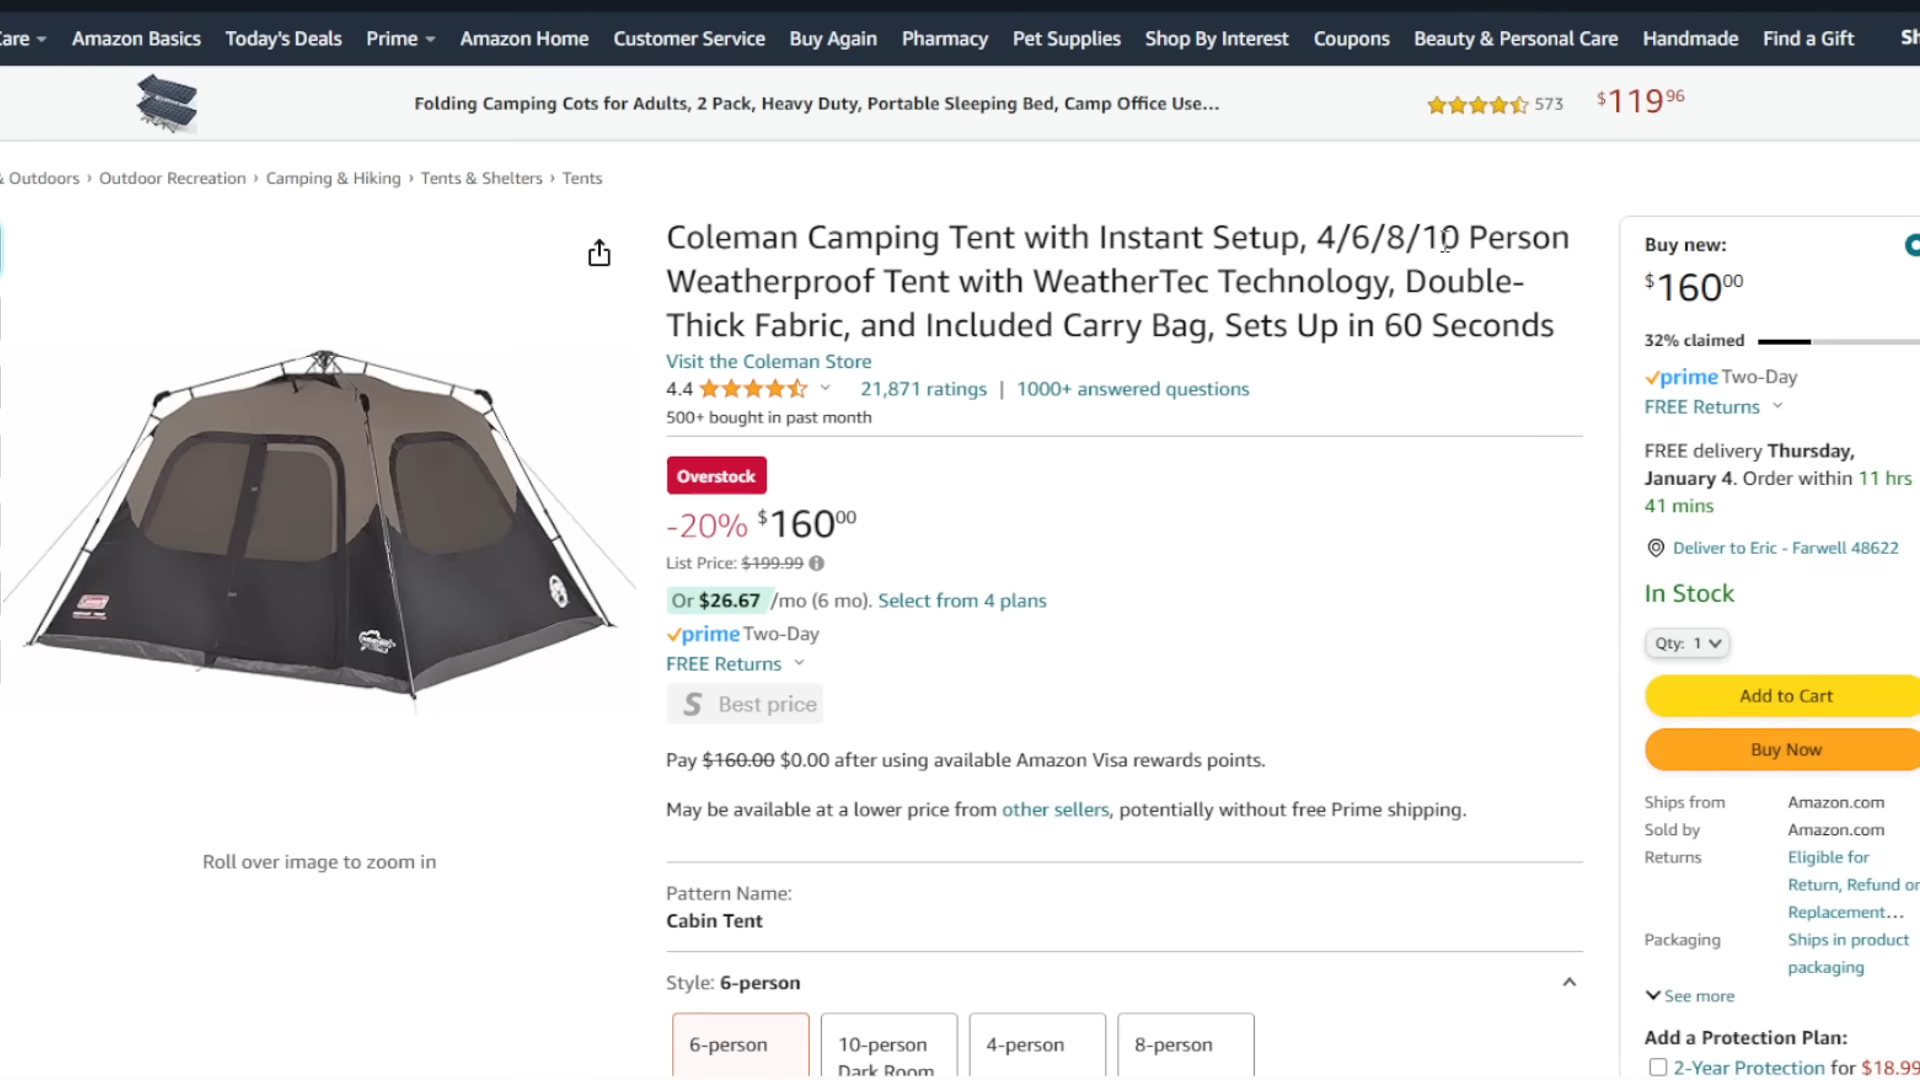 Care
Amazon Basics
Today's Deals
Prime
Amazon Home
Customer Service
Buy Again
Pharmacy
Pet Supplies
Shop By Interest
Coupons
Beauty & Personal Care
Handmade
Find a Gift
Folding Camping Cots for Adults, 2 Pack, Heavy Duty, Portable Sleeping Bed, Camp Office Use...
573
$119 96
& Outdoors › Outdoor Recreation › Camping & Hiking › Tents & Shelters › Tents
Coleman Camping Tent with Instant Setup, 4/6/8/10 Person
Weatherproof Tent with WeatherTec Technology, Double-
Thick Fabric, and Included Carry Bag, Sets Up in 60 Seconds
Visit the Coleman Store
4.4
21,871 ratings | 1000+ answered questions
500+ bought in past month
Overstock
-20% $160 00
List Price: $199.99
Or $26.67 /mo (6 mo). Select from 4 plans
prime Two-Day
FREE Returns
S Best price
Pay $160.00 $0.00 after using available Amazon Visa rewards points.
May be available at a lower price from other sellers, potentially without free Prime shipping.
Roll over image to zoom in
Pattern Name:
Cabin Tent
Style: 6-person
6-person
10-person
Dark Room
4-person
8-person
Buy new:
$160 00
32% claimed
prime Two-Day
FREE Returns
FREE delivery Thursday,
January 4. Order within 11 hrs
41 mins
Deliver to Eric - Farwell 48622
In Stock
Qty: 1
Add to Cart
Buy Now
Ships from Amazon.com
Sold by Amazon.com
Returns Eligible for
Return, Refund or
Replacement...
Packaging Ships in product
packaging
See more
Add a Protection Plan:
2-Year Protection for $18.99